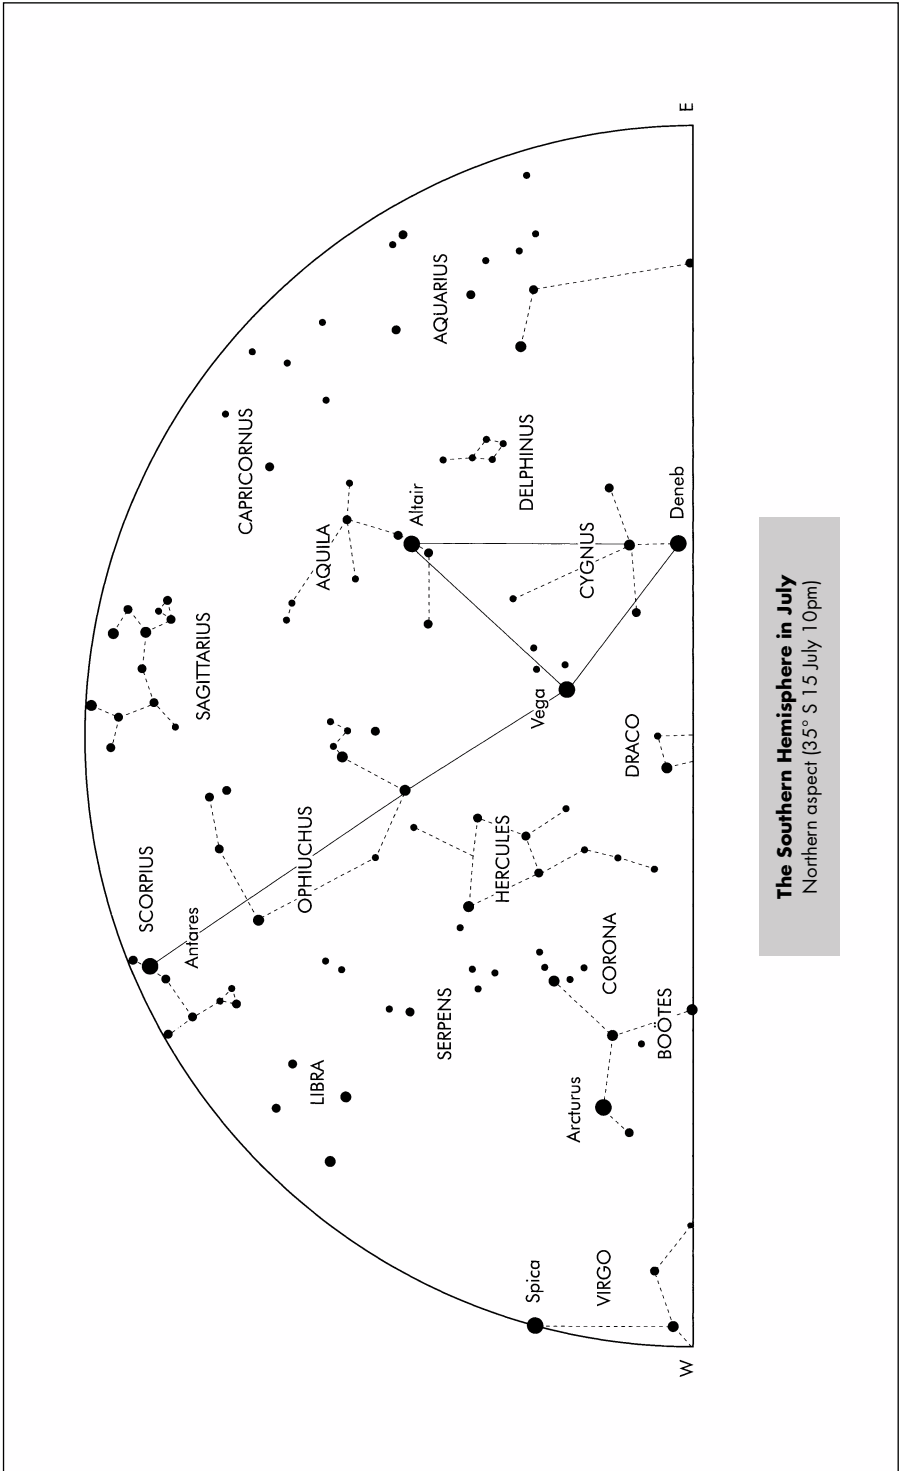 SCORPIUS
Antares
SAGITTARIUS
CAPRICORNUS
OPHIUCHUS
LIBRA
AQUILA
Altair
AQUARIUS
SERPENS
HERCULES
DELPHINUS
Spica
Vega
Arcturus
CORONA
CYGNUS
VIRGO
DRACO
BOOTES
Deneb
W
E
The Southern Hemisphere in July
Northern aspect (35° S 15 July 10pm)